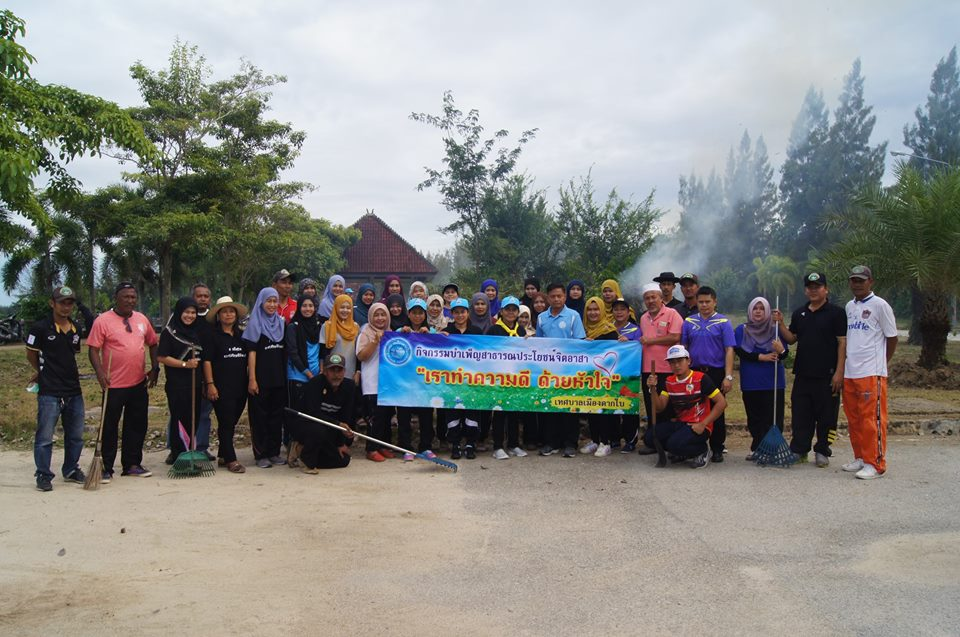 กิจกรรมบำเพ็ญสาธารณประโยชน์จิตอาสา
"เราทำความดี ด้วยหัวใจ"
เทศบาลเมืองตากใบ